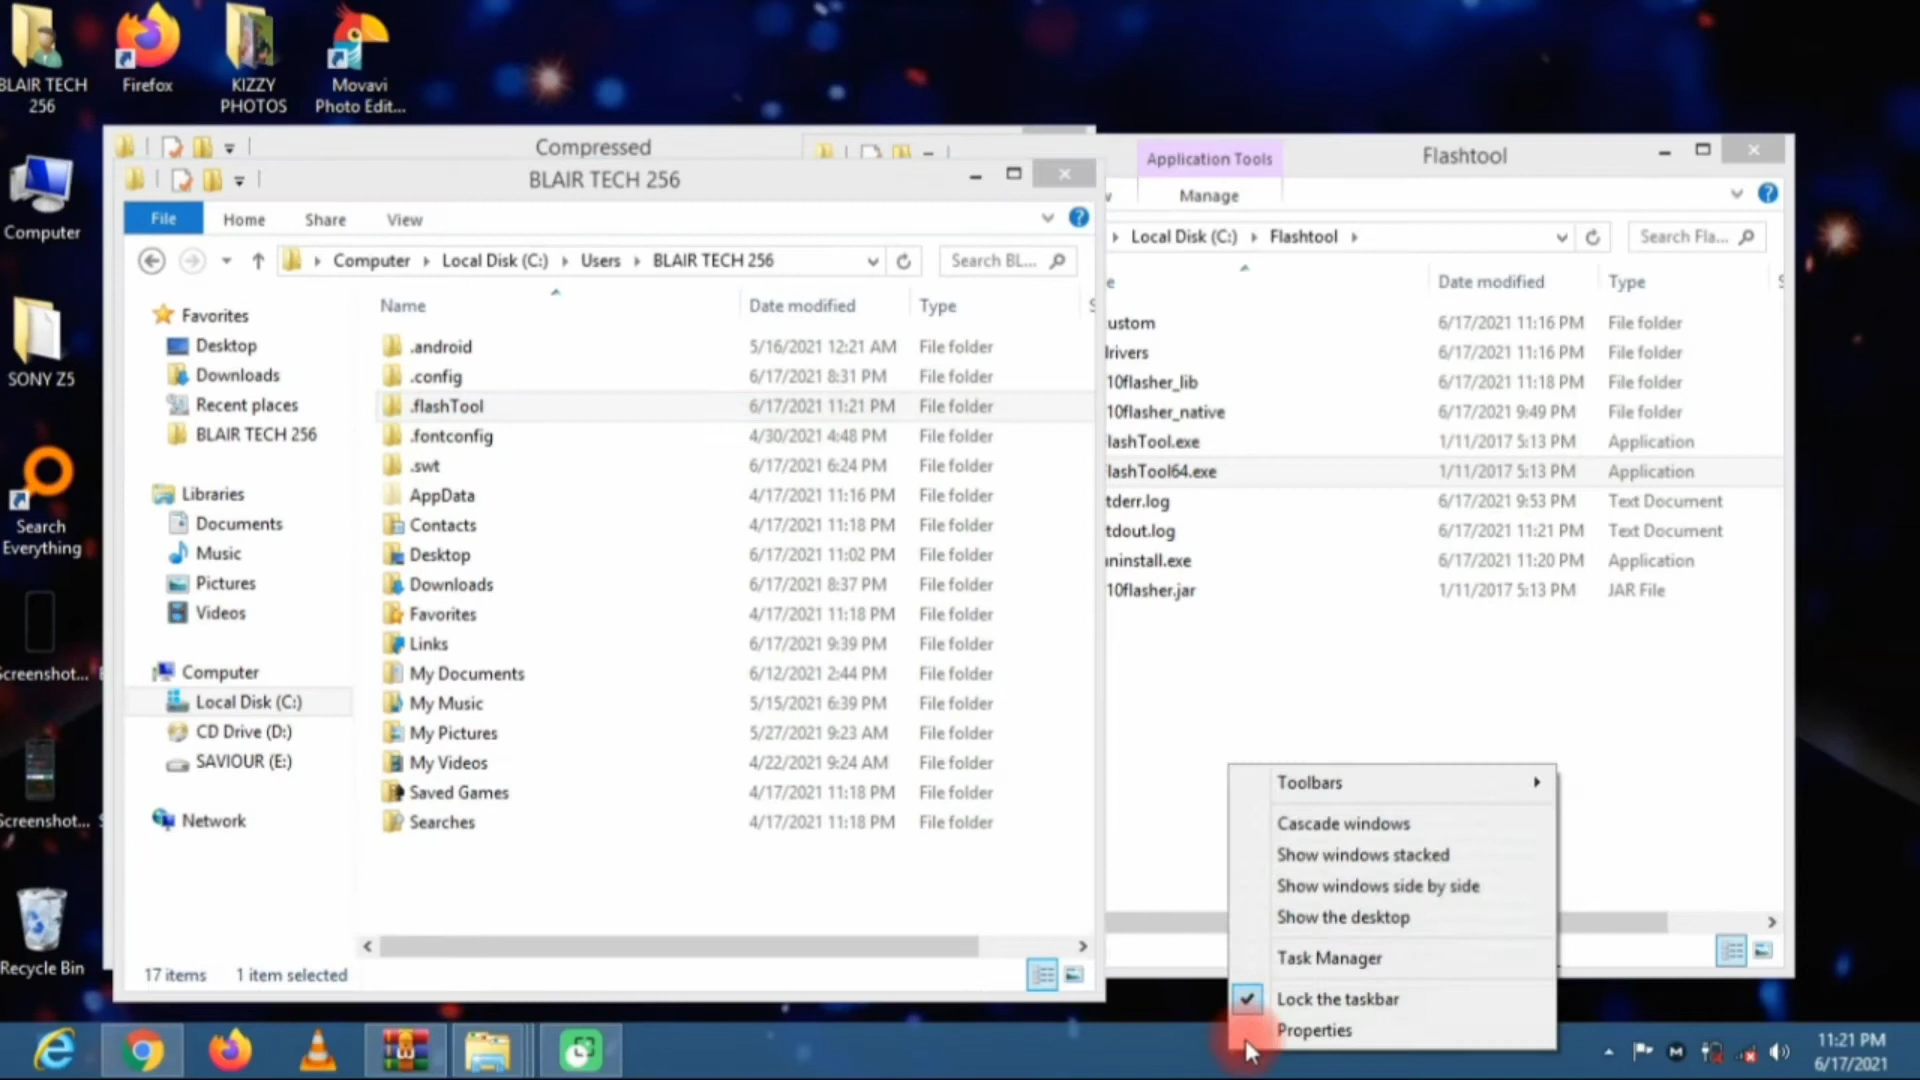 BLAIR TECH
256
Firefox
KIZZY
PHOTOS
Movavi
Photo Edit...
Computer
SONY Z5
Search
Everything
Screenshot...
Screenshot...
Recycle Bin
Compressed
BLAIR TECH 256
File
Home
Share
View
Computer
Local Disk (C:)
Users
BLAIR TECH 256
Search BL...
Favorites
Desktop
Downloads
Recent places
BLAIR TECH 256
Libraries
Documents
Music
Pictures
Videos
Computer
Local Disk (C:)
CD Drive (D:)
SAVIOUR (E:)
Network
Name Date modified Type
.android 5/16/2021 12:21 AM File folder
.config 6/17/2021 8:31 PM File folder
.flashTool 6/17/2021 11:21 PM File folder
.fontconfig 4/30/2021 4:48 PM File folder
.swt 6/17/2021 6:24 PM File folder
AppData 4/17/2021 11:16 PM File folder
Contacts 4/17/2021 11:18 PM File folder
Desktop 6/17/2021 11:02 PM File folder
Downloads 6/17/2021 8:37 PM File folder
Favorites 4/17/2021 11:18 PM File folder
Links 6/17/2021 9:39 PM File folder
My Documents 6/12/2021 2:44 PM File folder
My Music 5/15/2021 6:39 PM File folder
My Pictures 5/27/2021 9:23 AM File folder
My Videos 4/22/2021 9:24 AM File folder
Saved Games 4/17/2021 11:18 PM File folder
Searches 4/17/2021 11:18 PM File folder
17 items 1 item selected
Application Tools
Flashtool
Manage
Local Disk (C:)
Flashtool
Search Fla...
e Date modified Type
ustom 6/17/2021 11:16 PM File folder
rivers 6/17/2021 11:16 PM File folder
10flasher_lib 6/17/2021 11:18 PM File folder
10flasher_native 6/17/2021 9:49 PM File folder
lashTool.exe 1/11/2017 5:13 PM Application
lashTool64.exe 1/11/2017 5:13 PM Application
tderr.log 6/17/2021 9:53 PM Text Document
tdout.log 6/17/2021 11:21 PM Text Document
ninstall.exe 6/17/2021 11:20 PM Application
10flasher.jar 1/11/2017 5:13 PM JAR File
Toolbars
Cascade windows
Show windows stacked
Show windows side by side
Show the desktop
Task Manager
Lock the taskbar
Properties
11:21 PM
6/17/2021